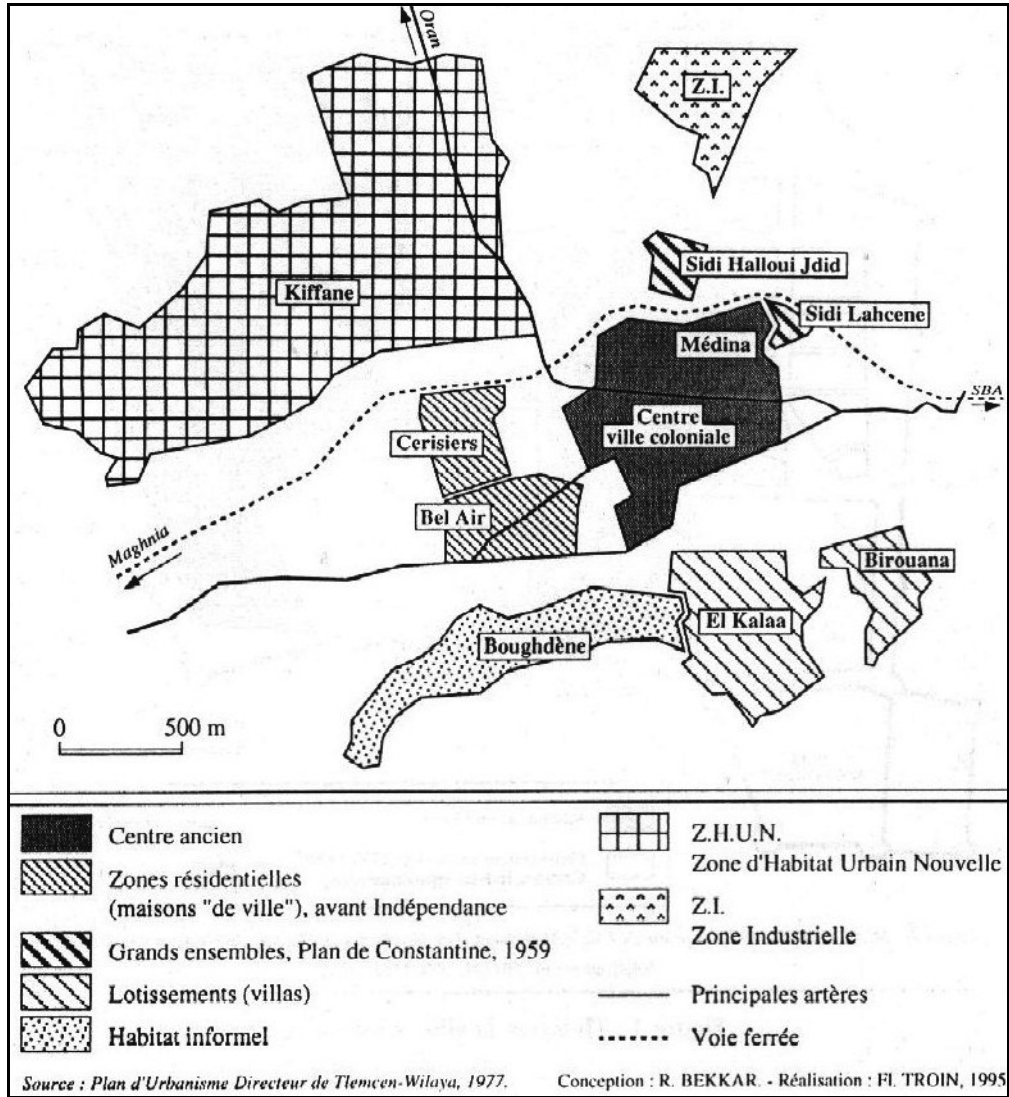 Oran
Z.I.
Sidi Halloui Jdid
Kiffane
Sidi Lahcene
Médina
SBA
Centre
ville coloniale
Cerisiers
Bel Air
Maghnia
Birouana
El Kalaa
Boughdène
0 500 m
Centre ancien
Zones résidentielles
(maisons "de ville"), avant Indépendance
Grands ensembles, Plan de Constantine, 1959
Lotissements (villas)
Habitat informel
Z.H.U.N.
Zone d'Habitat Urbain Nouvelle
Z.I.
Zone Industrielle
Principales artères
Voie ferrée
Source : Plan d'Urbanisme Directeur de Tlemcen-Wilaya, 1977.
Conception : R. BEKKAR. - Réalisation : Fl. TROIN, 1995